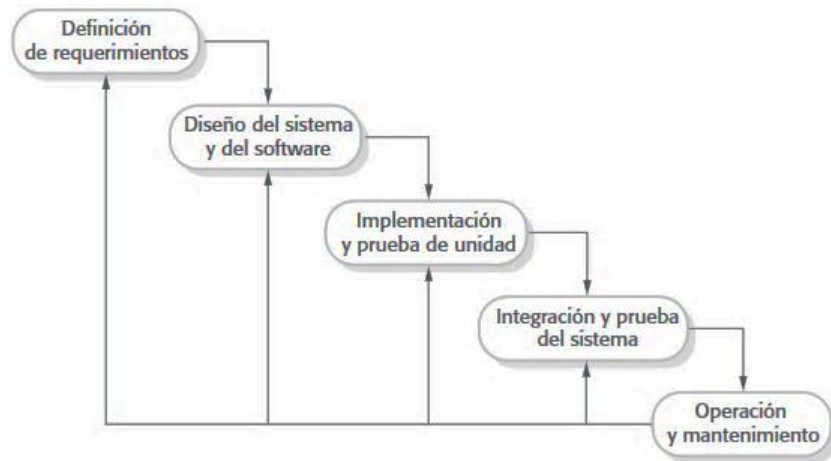 Definición
de requerimientos
Diseño del sistema
y del software
Implementación
y prueba de unidad
Integración y prueba
del sistema
Operación
y mantenimiento